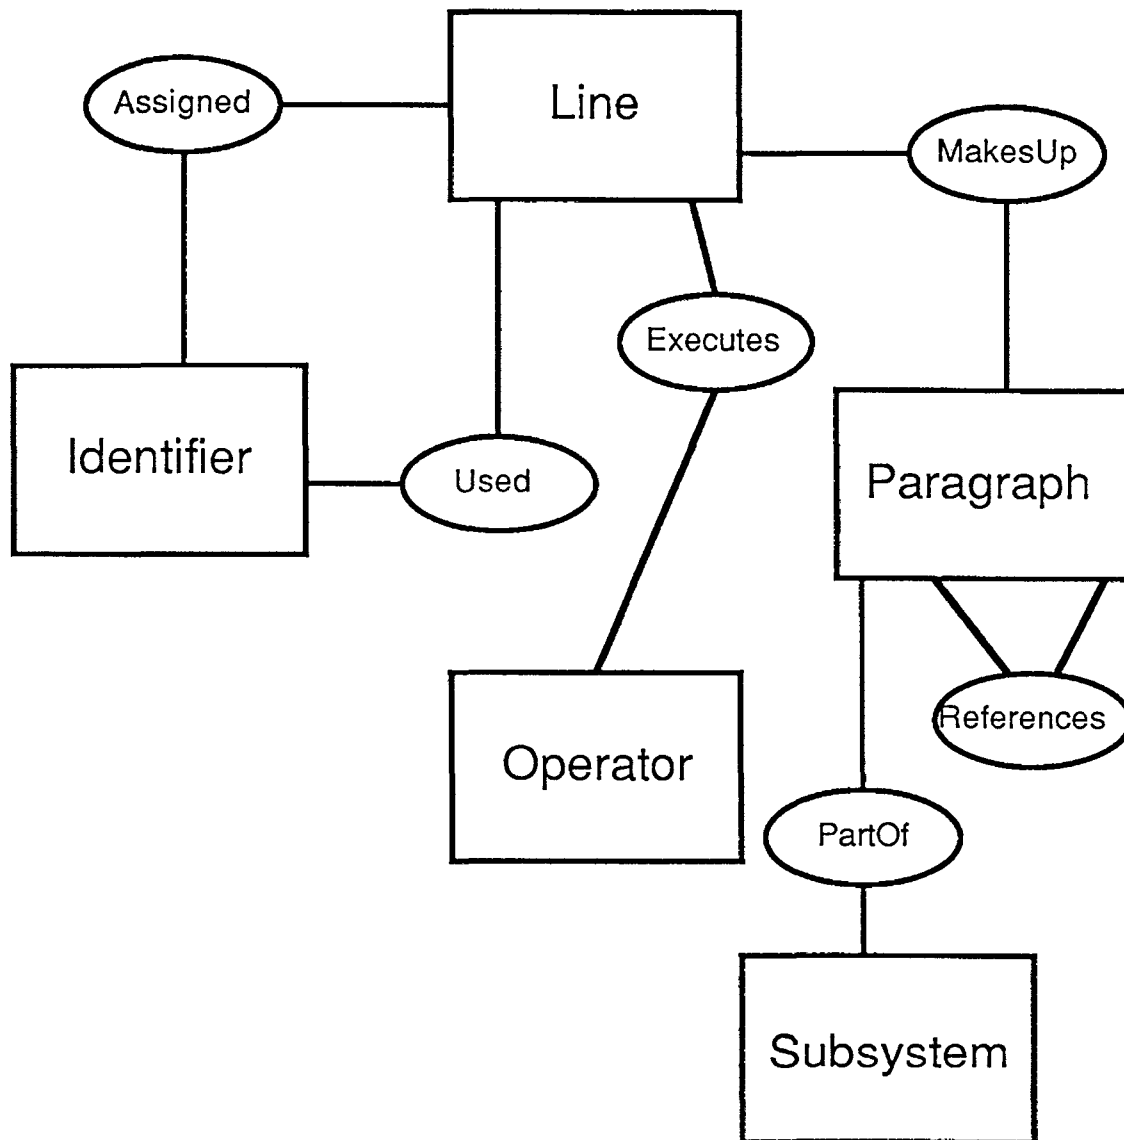 Line
Assigned
MakesUp
Executes
Identifier
Used
Paragraph
References
Operator
PartOf
Subsystem